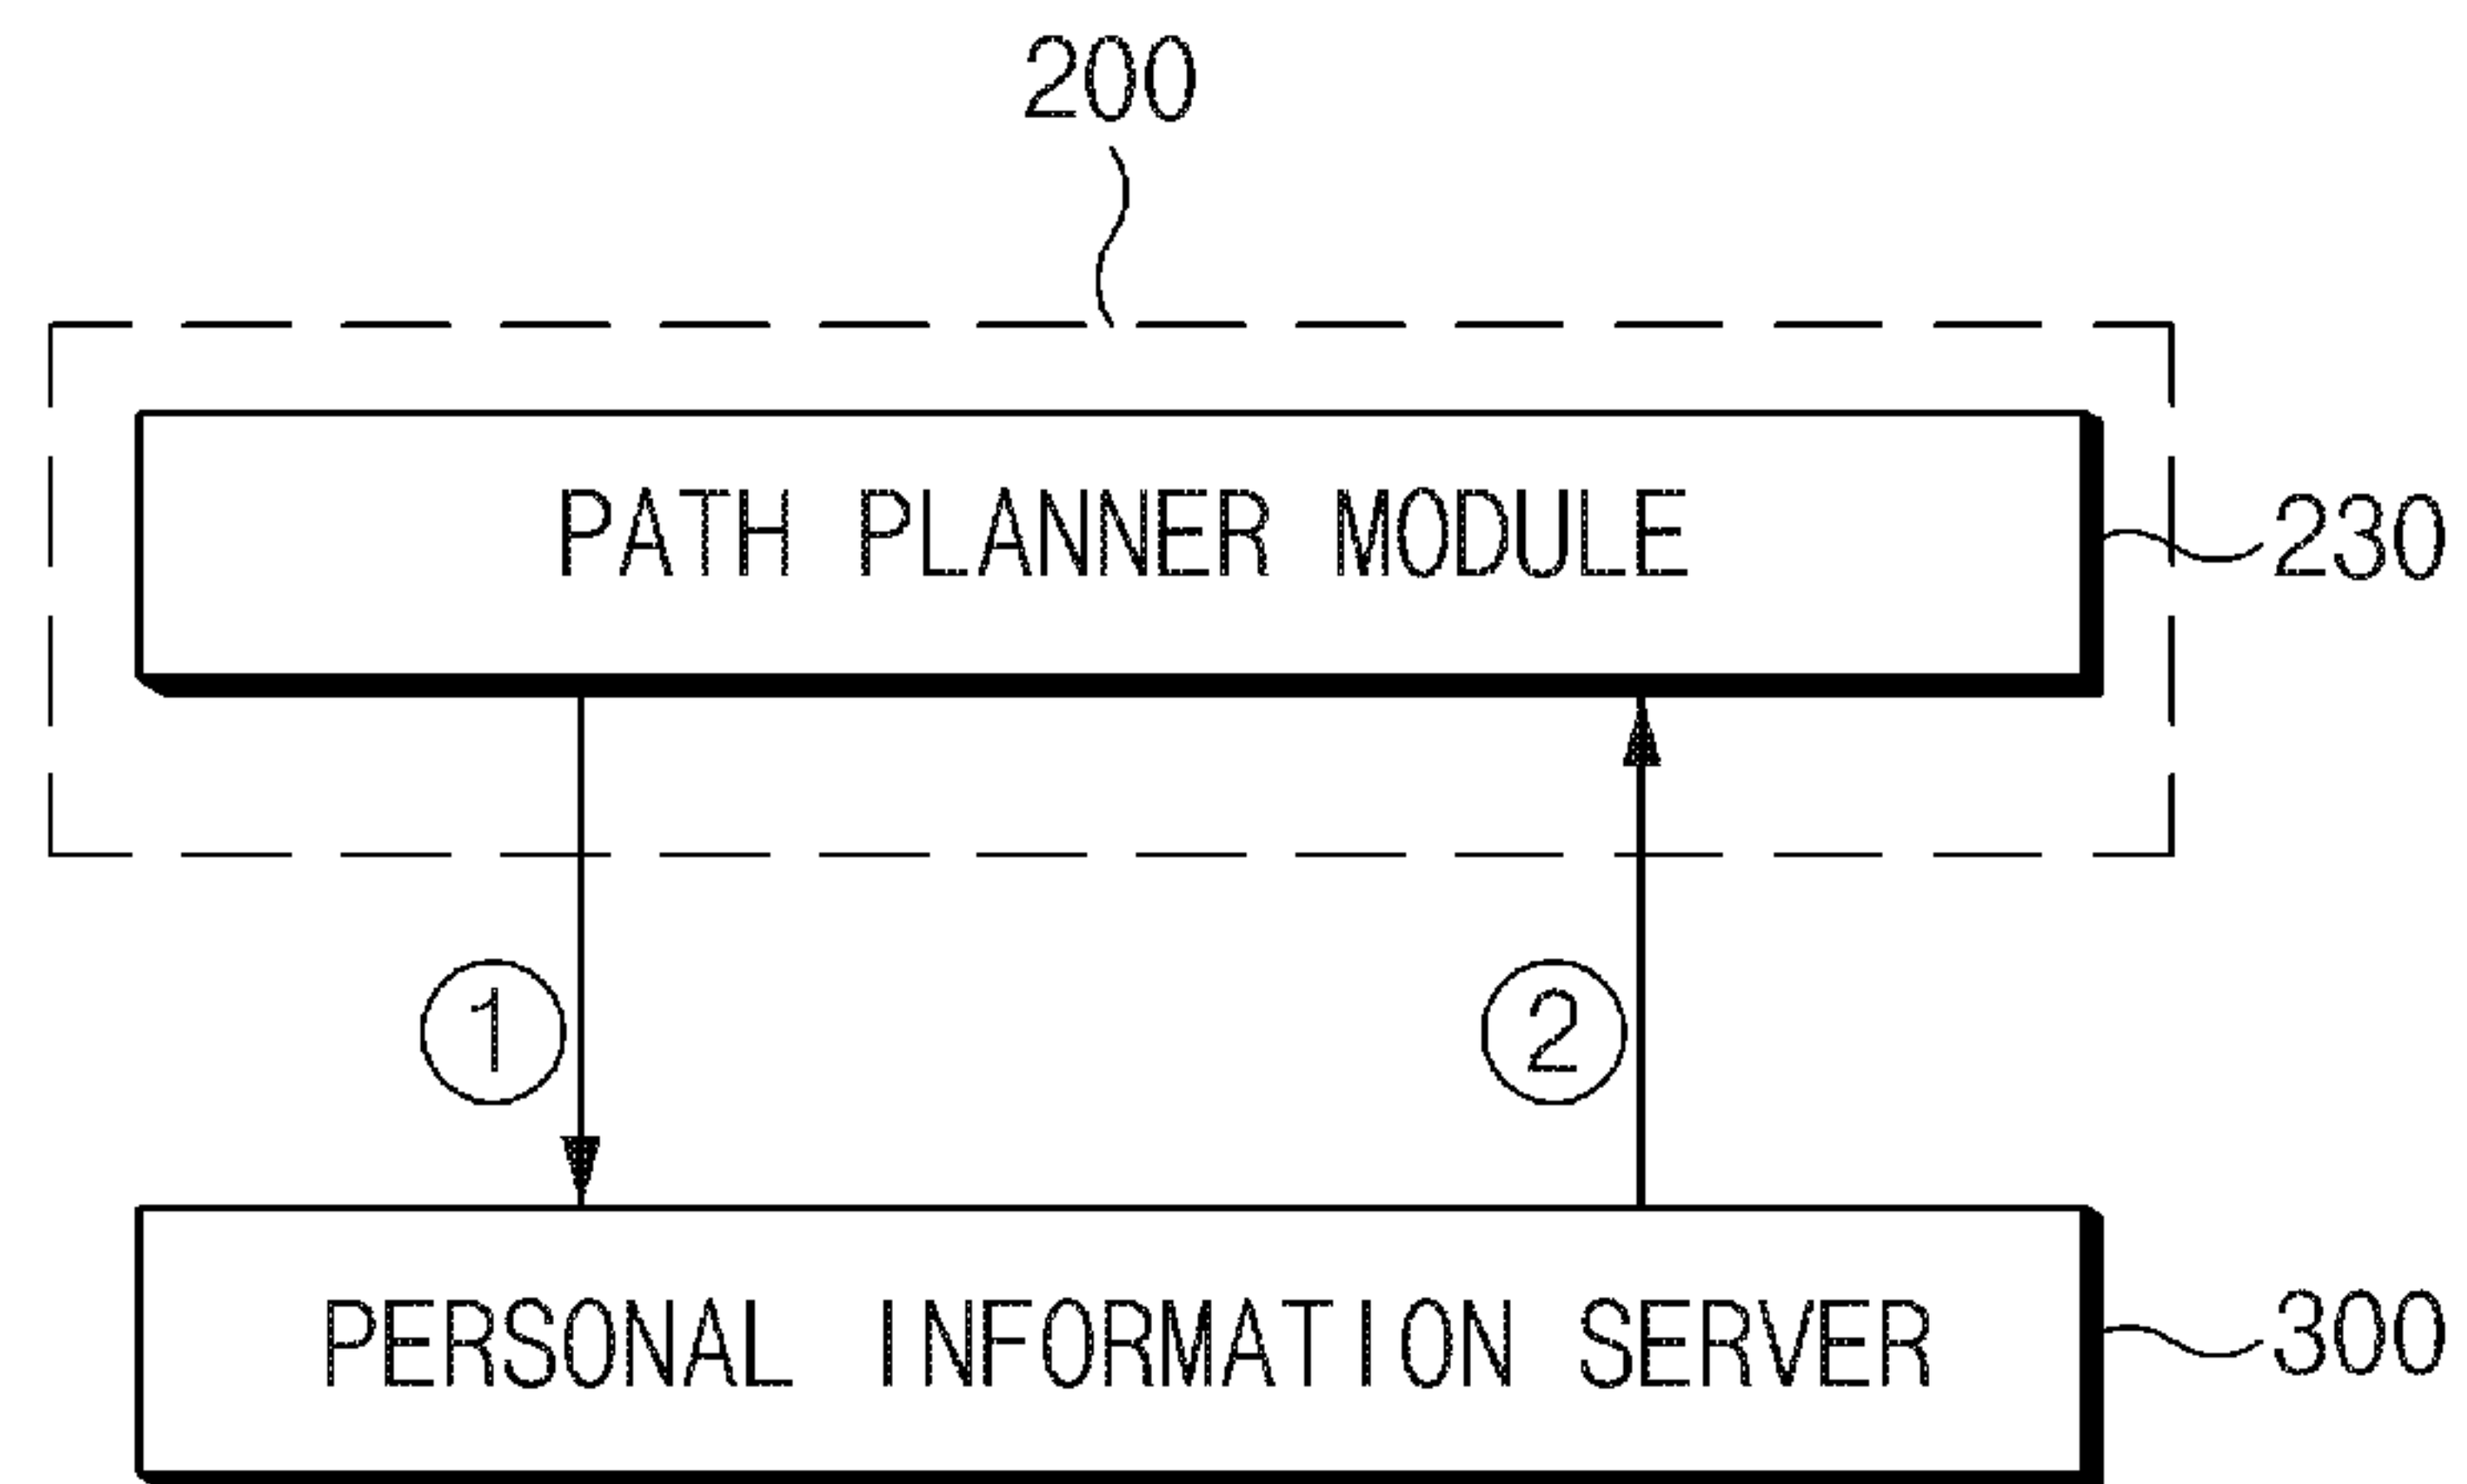 200
PATH PLANNER MODULE
230
①
②
PERSONAL INFORMATION SERVER
300